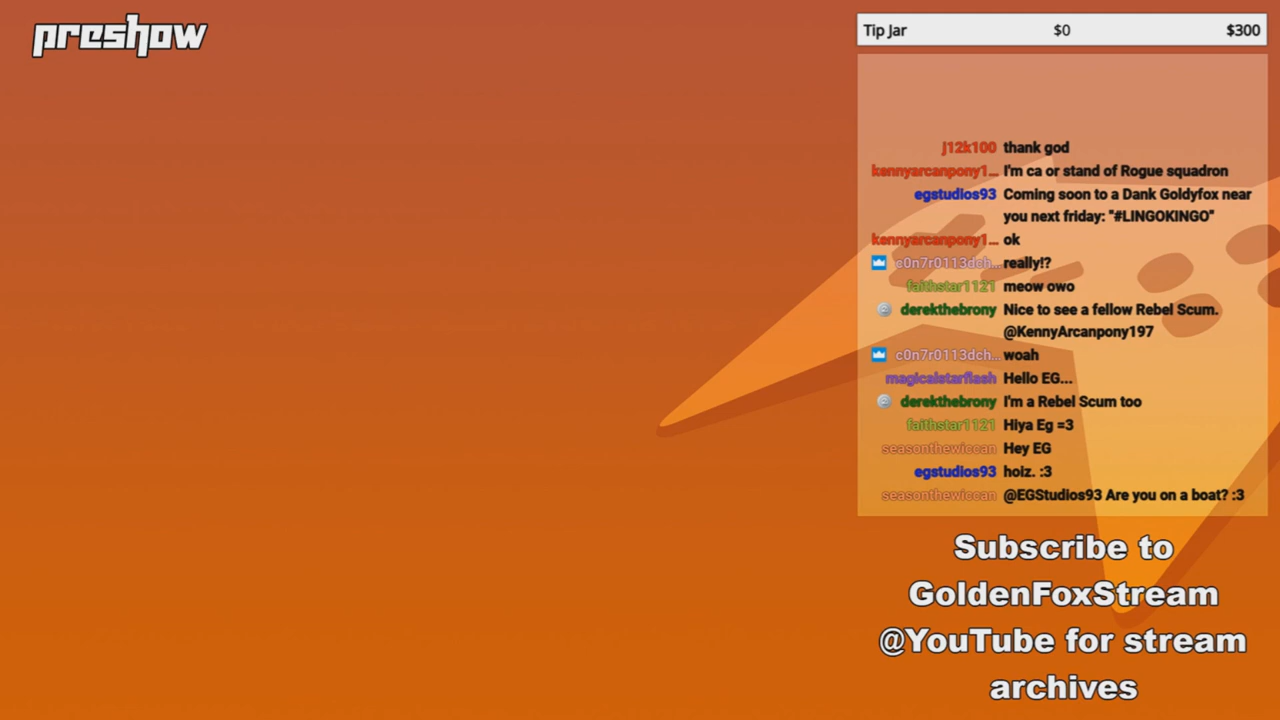 preshow
Tip Jar $0 $300
J12k100 thank god
kennyarcanpony1... I'm ca or stand of Rogue squadron
egstudios93 Coming soon to a Dank Goldyfox near
you next friday: "#LINGOKINGO"
kennyarcanpony1... ok
c0n7r0113dch... really!?
faithstar1121 meow owo
derekthebrony Nice to see a fellow Rebel Scum.
@KennyArcanpony197
c0n7r0113dch... woah
magicalstarflash Hello EG...
derekthebrony I'm a Rebel Scum too
faithstar1121 Hiya Eg =3
seasonthewiccan Hey EG
egstudios93 hoiz. :3
seasonthewiccan @EGStudios93 Are you on a boat? :3
Subscribe to
GoldenFoxStream
@YouTube for stream
archives